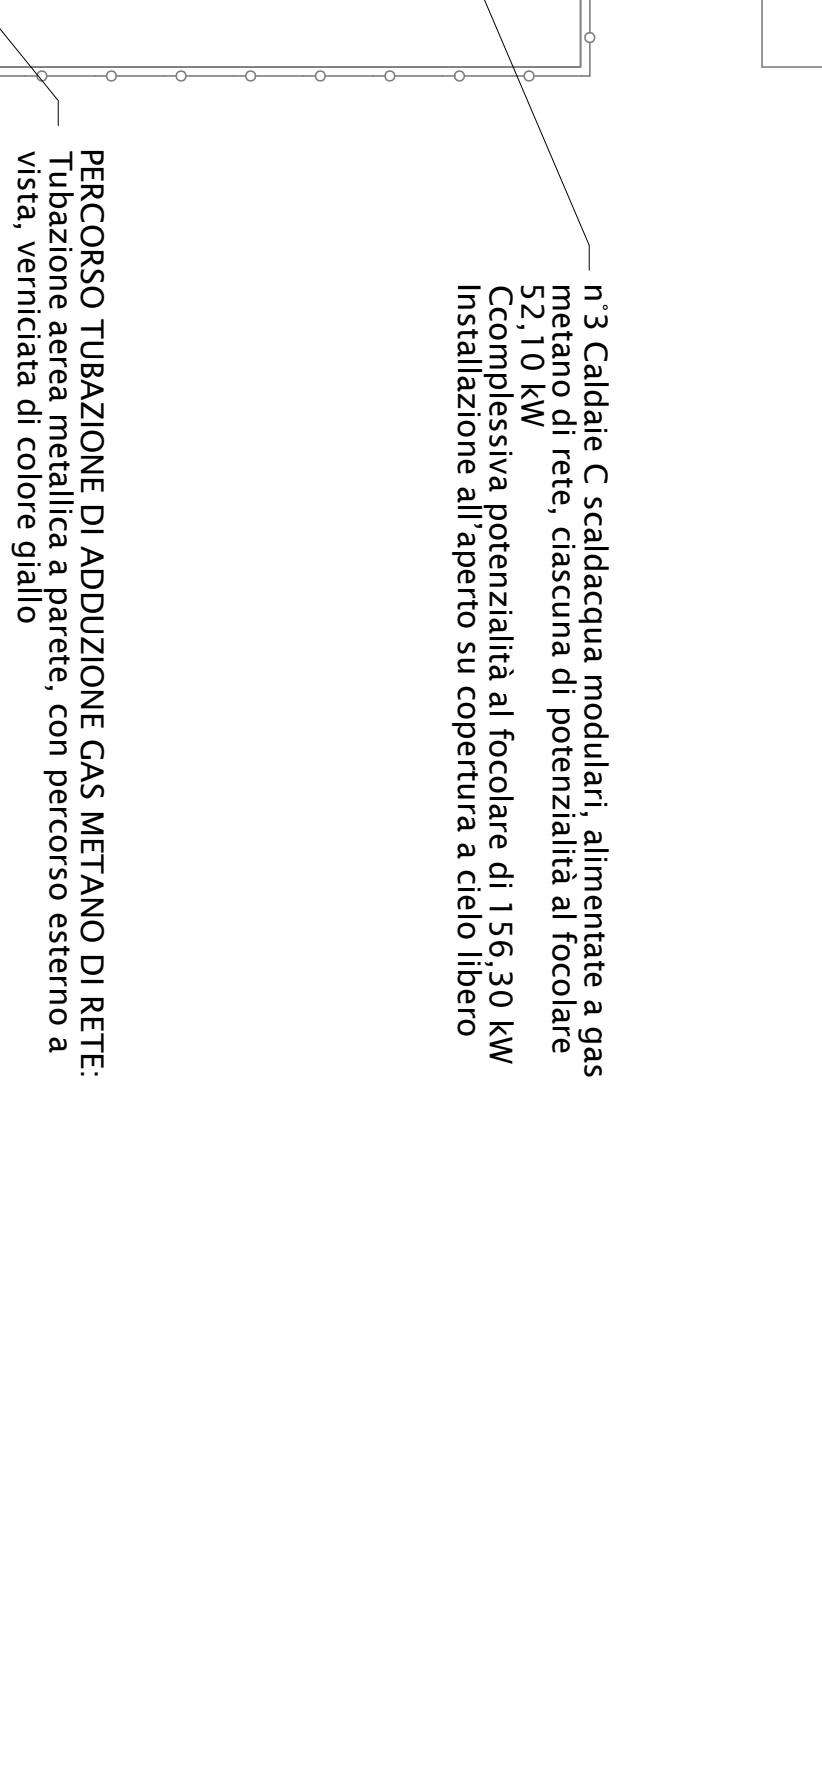 n°3 Caldaie C scaldacqua modulari, alimentate a gas
metano di rete, ciascuna di potenzialità al focolare
52,10 kW
Ccomplessiva potenzialità al focolare di 156,30 kW
Installazione all'aperto su copertura a cielo libero
PERCORSO TUBAZIONE DI ADDUZIONE GAS METANO DI RETE:
Tubazione aerea metallica a parete, con percorso esterno a
vista, verniciata di colore giallo